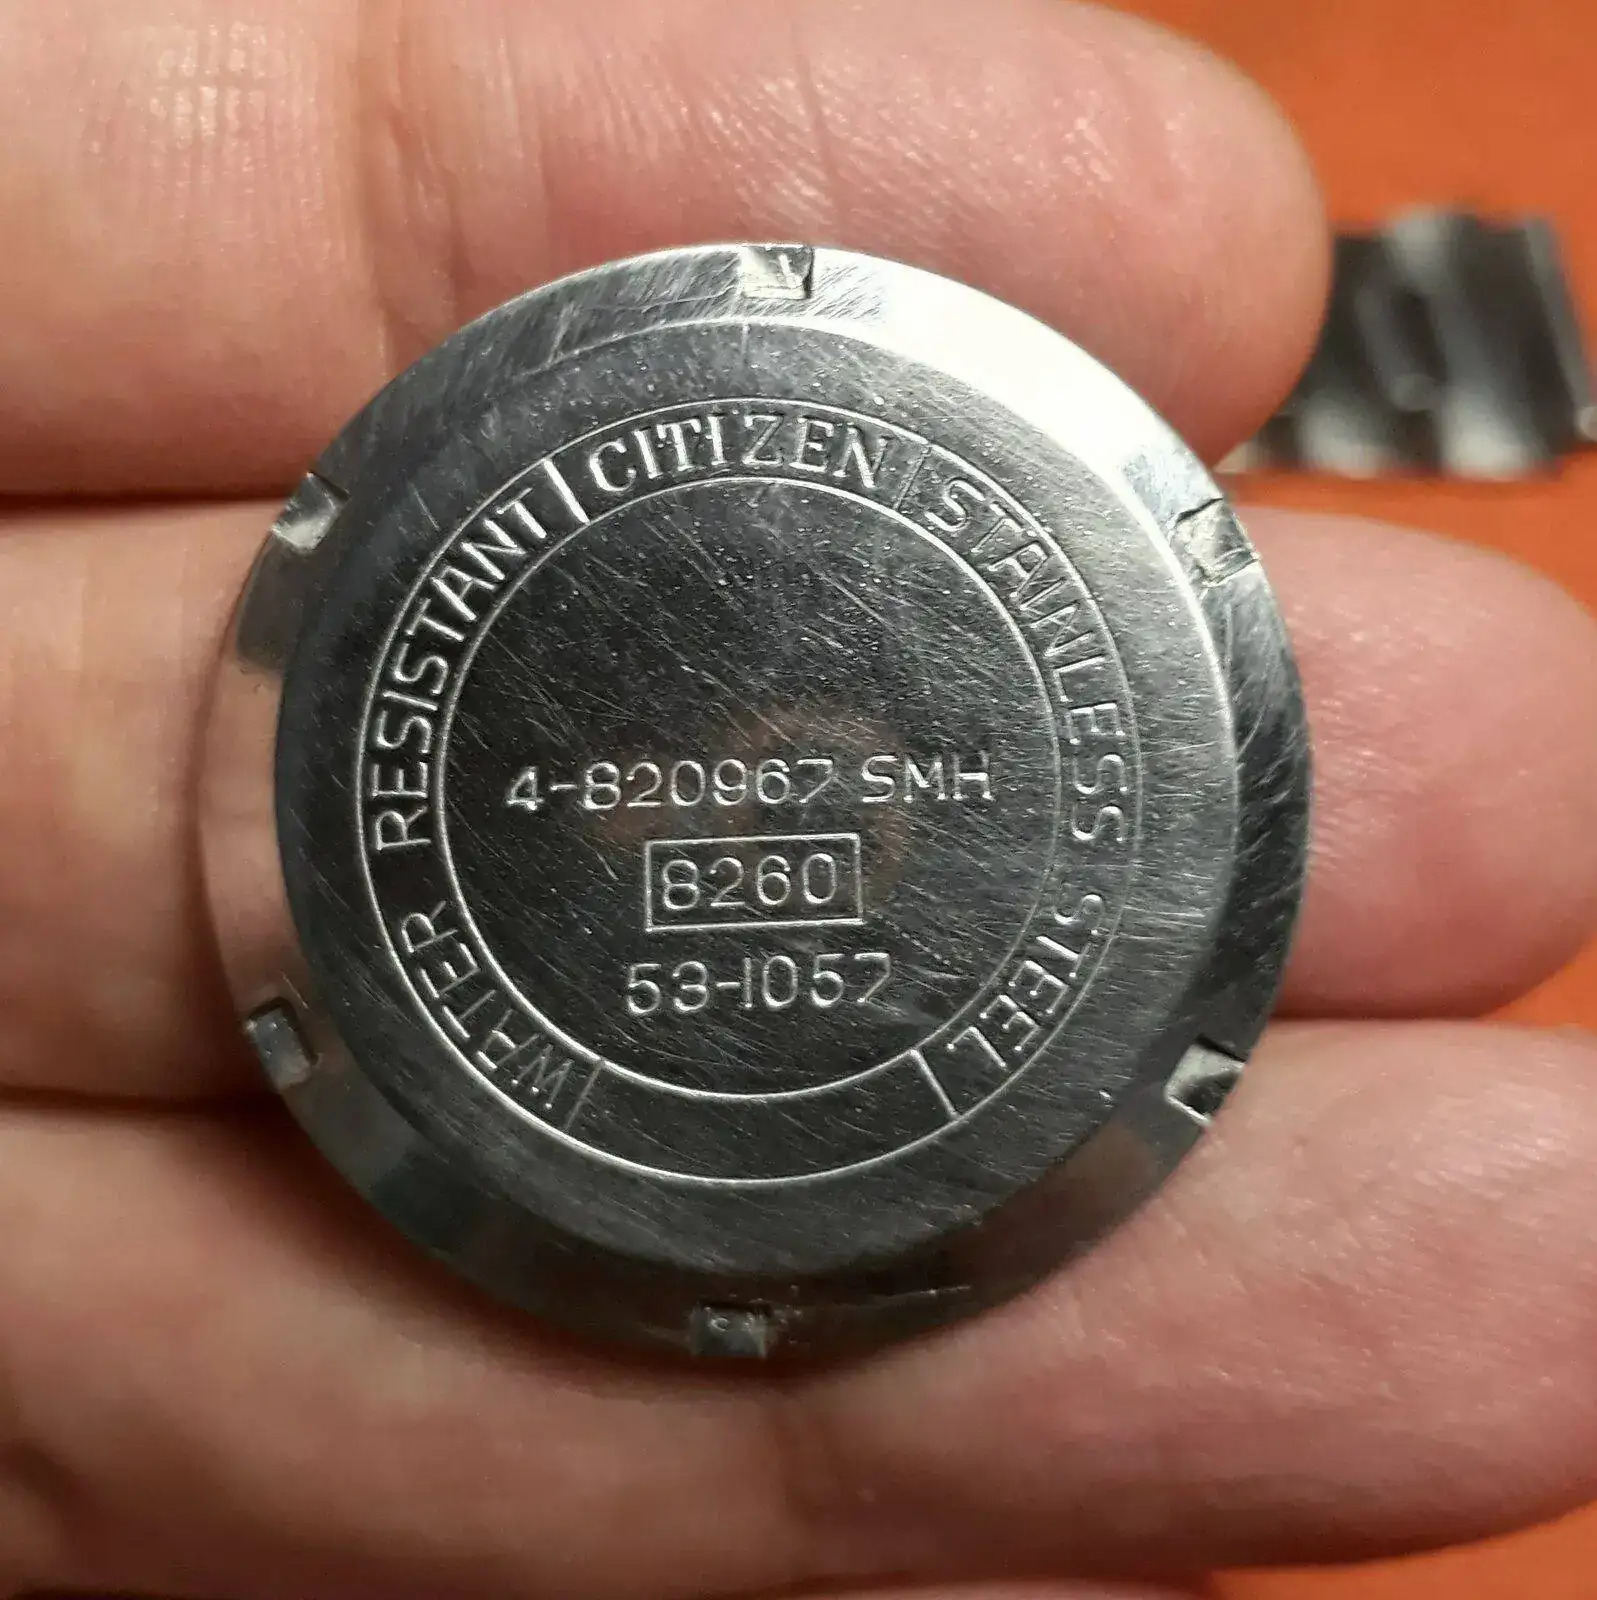 WATER RESISTANT CITIZEN STAINLESS STEEL
4-820967 SMH
8260
53-1057